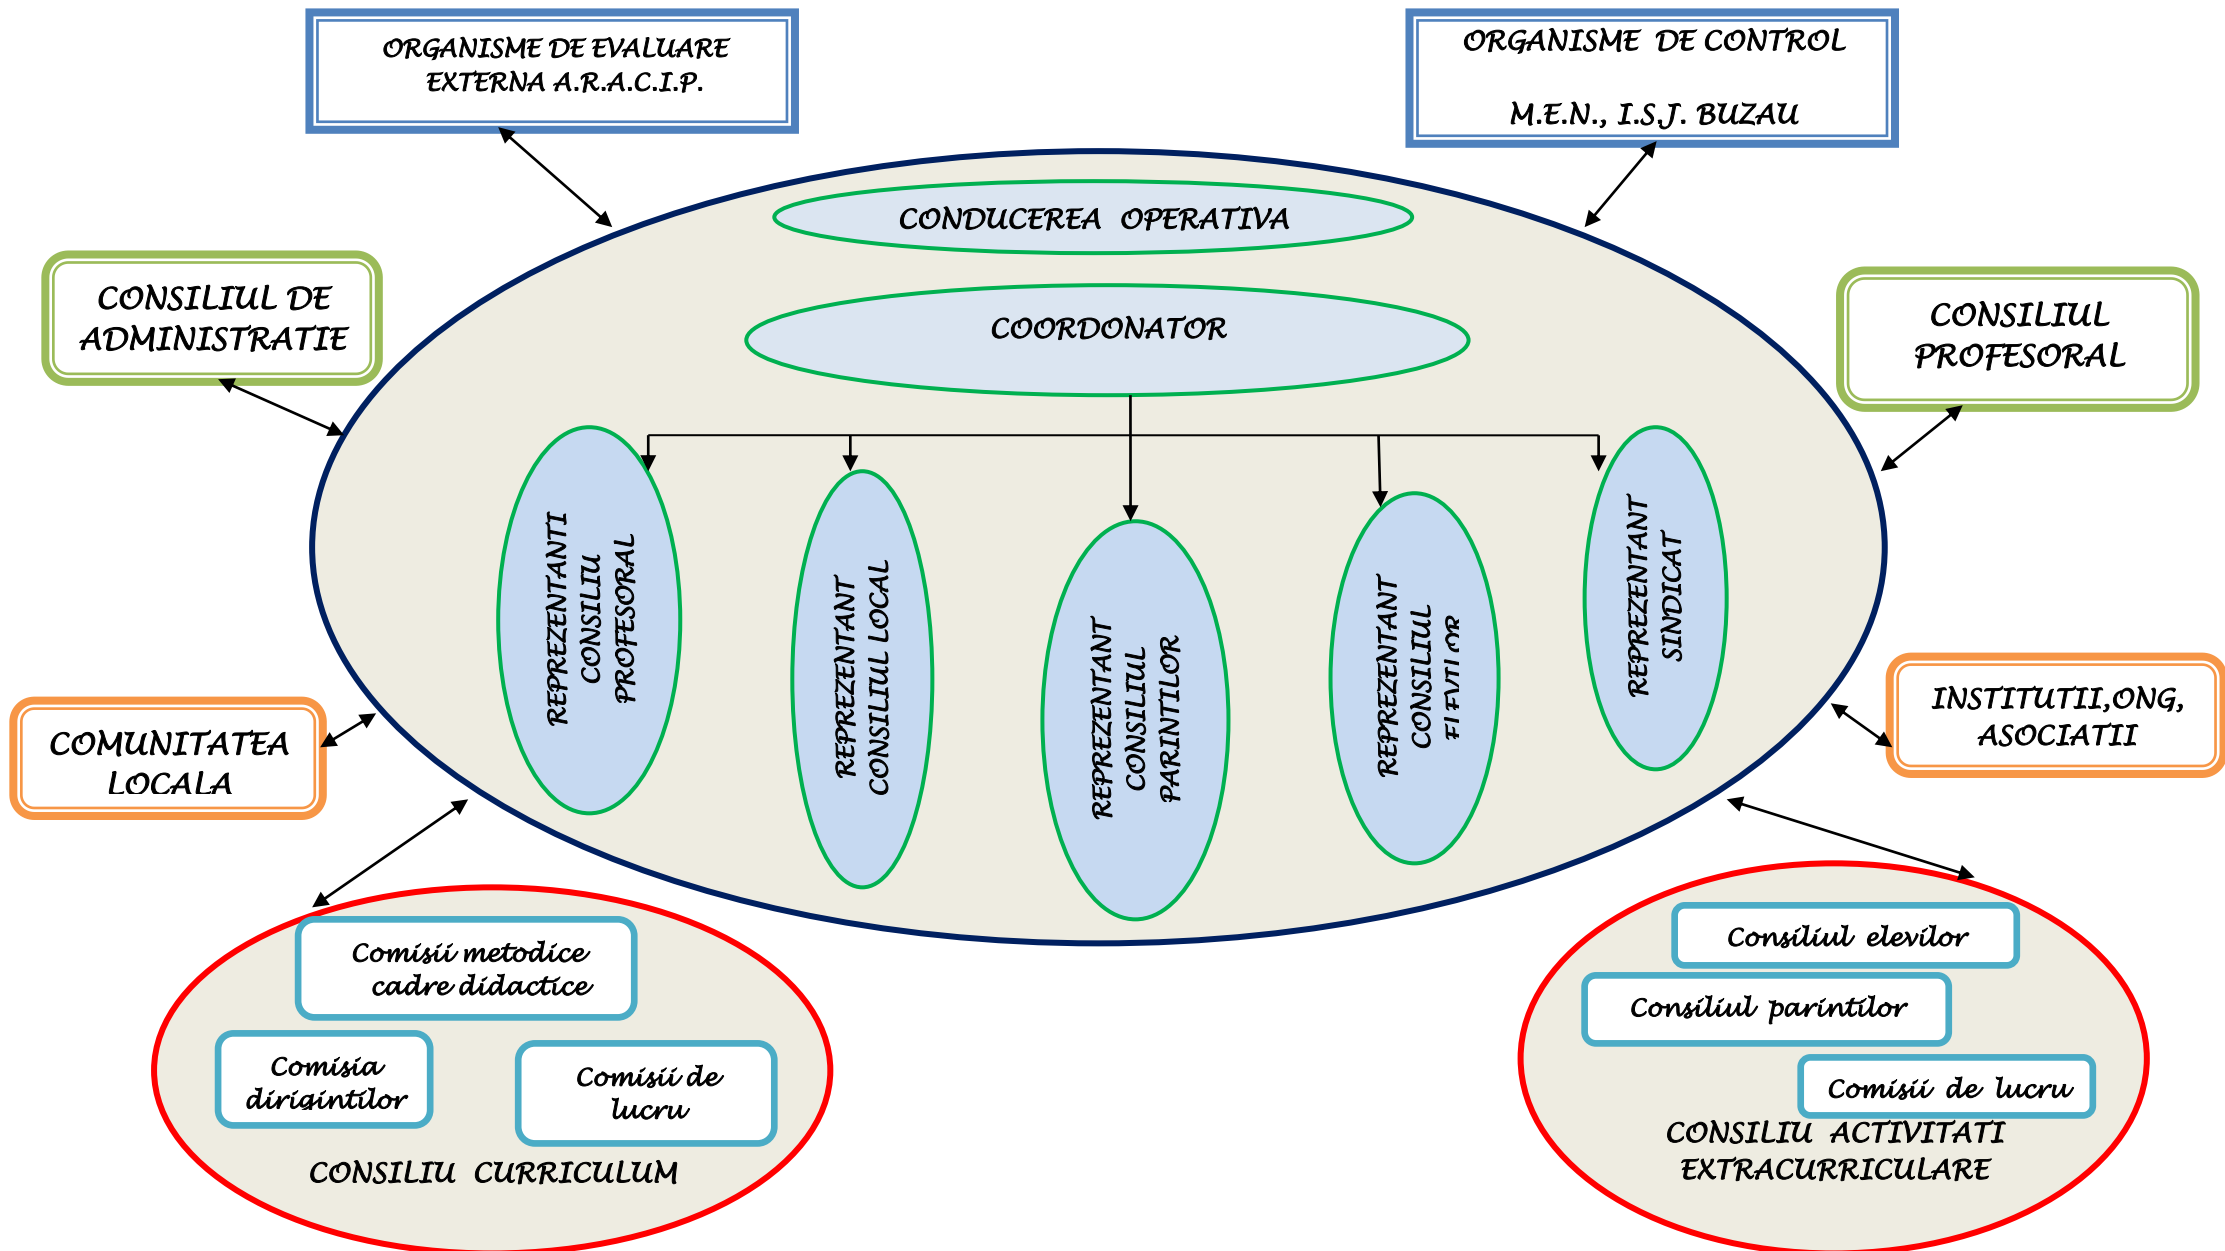 ORGANISME DE EVALUARE
EXTERNA A.R.A.C.I.P.
ORGANISME DE CONTROL
M.E.N., I.S.J. BUZAU
CONDUCEREA OPERATIVA
CONSILIUL DE
ADMINISTRATIE
COORDONATOR
CONSILIUL
PROFESORAL
REPREZENTANTI
CONSILIU
PROFESORAL
REPREZENTANT
CONSILIUL LOCAL
REPREZENTANT
CONSILIUL
PARINTILOR
REPREZENTANT
CONSILIUL
ELEVILOR
REPREZENTANT
SINDICAT
COMUNITATEA
LOCALA
INSTITUTII,ONG,
ASOCIATII
Comisii metodice
cadre didactice
Comisia
dirigintilor
Comisii de
lucru
CONSILIU CURRICULUM
Consiliul elevilor
Consiliul parintilor
Comisii de lucru
CONSILIU ACTIVITATI
EXTRACURRICULARE